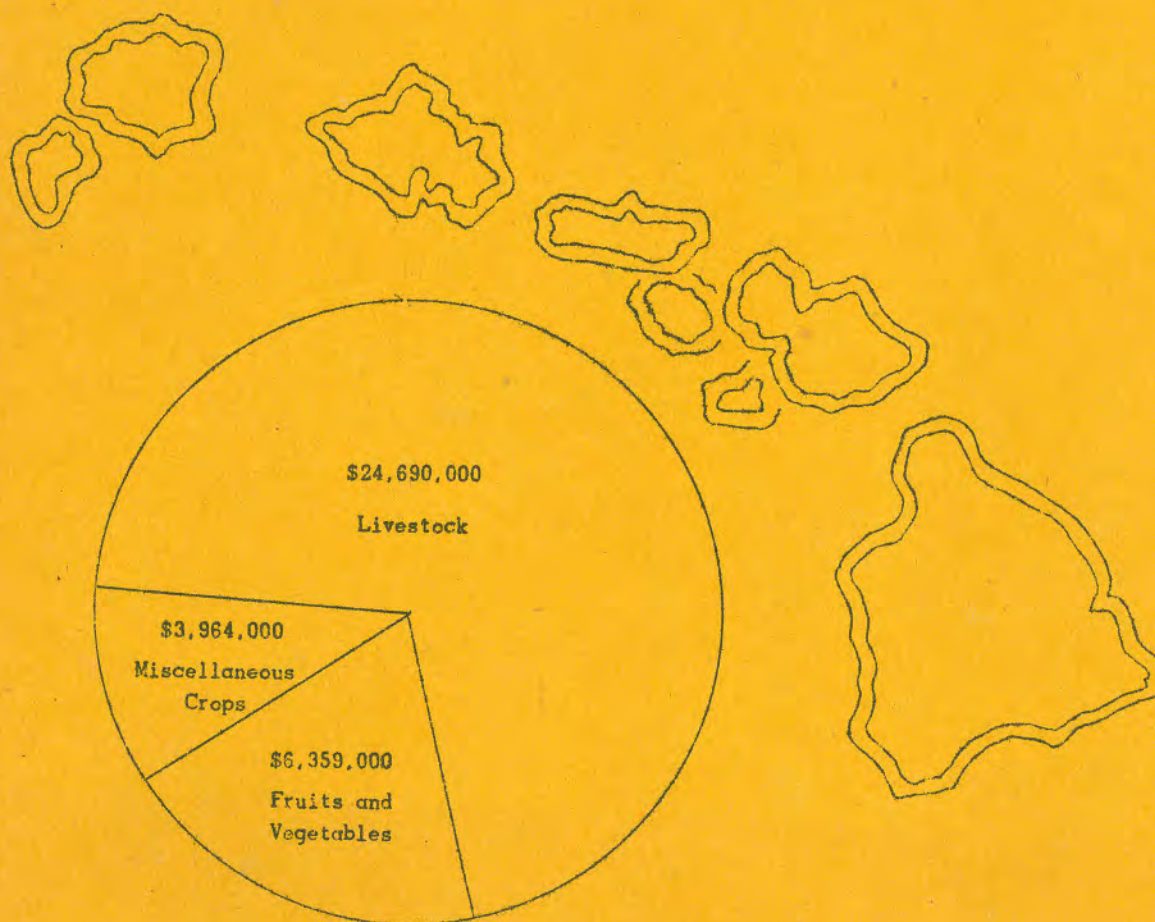 $24,690,000
Livestock
$3,964,000
Miscellaneous
Crops
$6,359,000
Fruits and
Vegetables